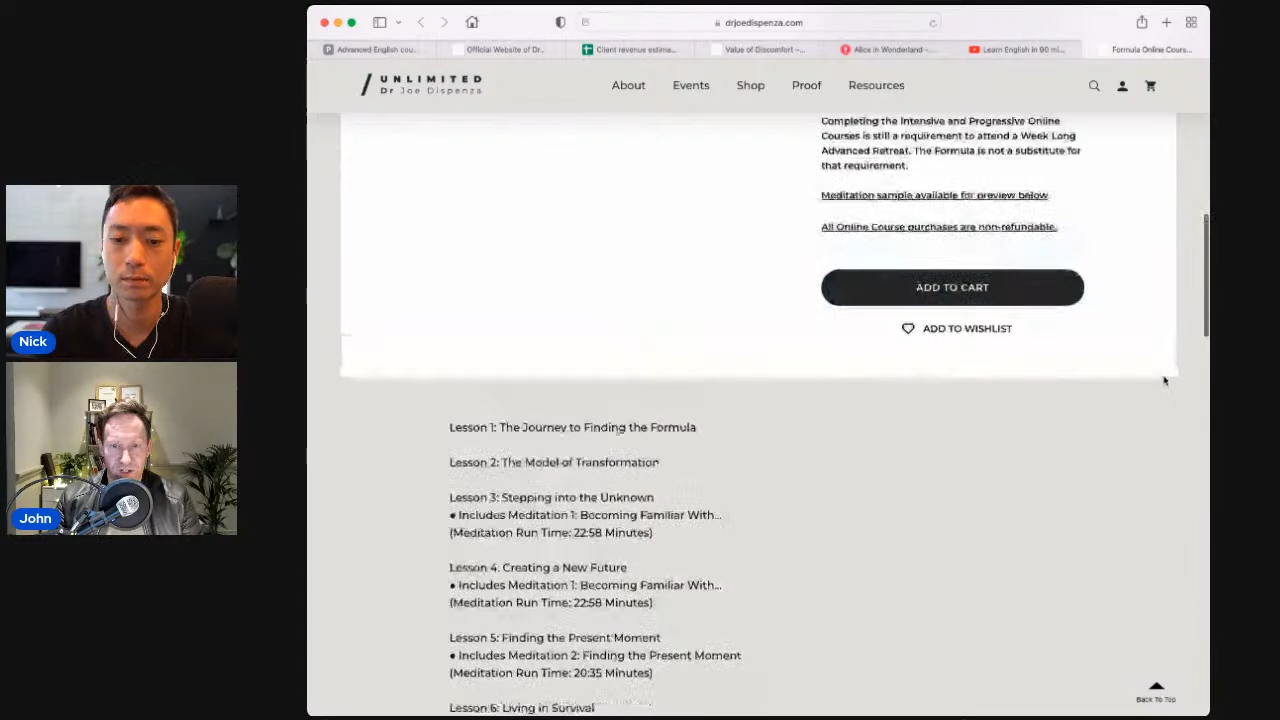 drjoedispenza.com
Advanced English cou...
Official Website of Dr..
Client revenue estima...
Value of Discomfort –...
Alice in Wonderland -...
Learn English in 90 mi...
Formula Online Cours...
UNLIMITED
Dr Joe Dispenza
About
Events
Shop
Proof
Resources
Completing the Intensive and Progressive Online
Courses is still a requirement to attend a Week Long
Advanced Retreat. The Formula is not a substitute for
that requirement.
Meditation sample available for preview below.
All Online Course purchases are non-refundable.
ADD TO CART
ADD TO WISHLIST
Nick
John
Lesson 1: The Journey to Finding the Formula
Lesson 2: The Model of Transformation
Lesson 3: Stepping into the Unknown
• Includes Meditation 1: Becoming Familiar With...
(Meditation Run Time: 22:58 Minutes)
Lesson 4: Creating a New Future
• Includes Meditation 1: Becoming Familiar With...
(Meditation Run Time: 22:58 Minutes)
Lesson 5: Finding the Present Moment
• Includes Meditation 2: Finding the Present Moment
(Meditation Run Time: 20:35 Minutes)
Lesson 6: Living in Survival
Back To Top